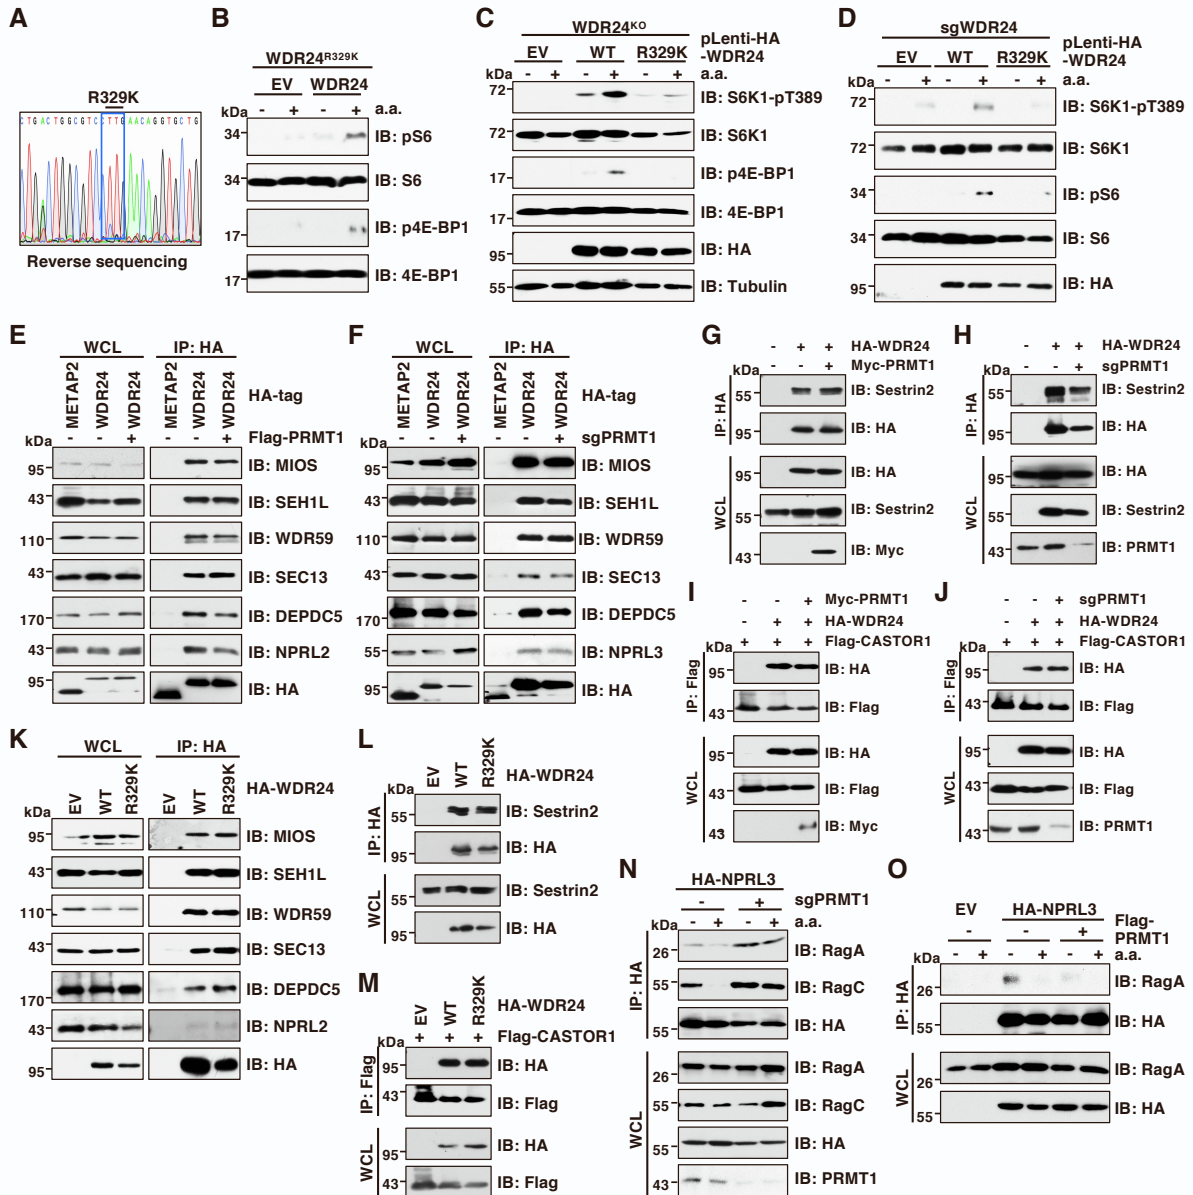 A
R329K
CTGACTGGCGTCCTTGAACAGGTGCTG
Reverse sequencing
B
WDR24R329K
EV WDR24
kDa - + - + a.a.
34 IB: pS6
34 IB: S6
17 IB: p4E-BP1
17 IB: 4E-BP1
C
WDR24KO
EV WT R329K pLenti-HA
-WDR24
kDa - + - + - + a.a.
72 IB: S6K1-pT389
72 IB: S6K1
17 IB: p4E-BP1
17 IB: 4E-BP1
95 IB: HA
55 IB: Tubulin
D
sgWDR24
EV WT R329K pLenti-HA
-WDR24
kDa - + - + - + a.a.
72 IB: S6K1-pT389
72 IB: S6K1
34 IB: pS6
34 IB: S6
95 IB: HA
E
WCL IP: HA
METAP2 WDR24 WDR24 METAP2 WDR24 WDR24 HA-tag
kDa - - + - - + Flag-PRMT1
95 IB: MIOS
43 IB: SEH1L
110 IB: WDR59
43 IB: SEC13
170 IB: DEPDC5
43 IB: NPRL2
95 IB: HA
F
WCL IP: HA
METAP2 WDR24 WDR24 METAP2 WDR24 WDR24 HA-tag
kDa - - + - - + sgPRMT1
95 IB: MIOS
43 IB: SEH1L
110 IB: WDR59
43 IB: SEC13
170 IB: DEPDC5
55 IB: NPRL3
95 IB: HA
G
- + + HA-WDR24
kDa - - + Myc-PRMT1
IP: HA
55 IB: Sestrin2
95 IB: HA
WCL
95 IB: HA
55 IB: Sestrin2
43 IB: Myc
H
- + + HA-WDR24
kDa - - + sgPRMT1
IP: HA
55 IB: Sestrin2
95 IB: HA
WCL
95 IB: HA
55 IB: Sestrin2
43 IB: PRMT1
I
- - + Myc-PRMT1
- + + HA-WDR24
kDa + + + Flag-CASTOR1
IP: Flag
95 IB: HA
43 IB: Flag
WCL
95 IB: HA
43 IB: Flag
43 IB: Myc
J
- - + sgPRMT1
- + + HA-WDR24
kDa + + + Flag-CASTOR1
IP: Flag
95 IB: HA
43 IB: Flag
WCL
95 IB: HA
43 IB: Flag
43 IB: PRMT1
K
WCL IP: HA
kDa EV WT R329K EV WT R329K HA-WDR24
95 IB: MIOS
43 IB: SEH1L
110 IB: WDR59
43 IB: SEC13
170 IB: DEPDC5
43 IB: NPRL2
95 IB: HA
L
kDa EV WT R329K HA-WDR24
IP: HA
55 IB: Sestrin2
95 IB: HA
WCL
55 IB: Sestrin2
95 IB: HA
M
EV WT R329K HA-WDR24
kDa + + + Flag-CASTOR1
IP: Flag
95 IB: HA
43 IB: Flag
WCL
95 IB: HA
43 IB: Flag
N
HA-NPRL3
- + sgPRMT1
kDa - + - + a.a.
IP: HA
26 IB: RagA
55 IB: RagC
55 IB: HA
WCL
26 IB: RagA
55 IB: RagC
55 IB: HA
43 IB: PRMT1
O
EV HA-NPRL3 Flag-
- - + PRMT1
kDa - + - + - + a.a.
IP: HA
26 IB: RagA
55 IB: HA
WCL
26 IB: RagA
55 IB: HA